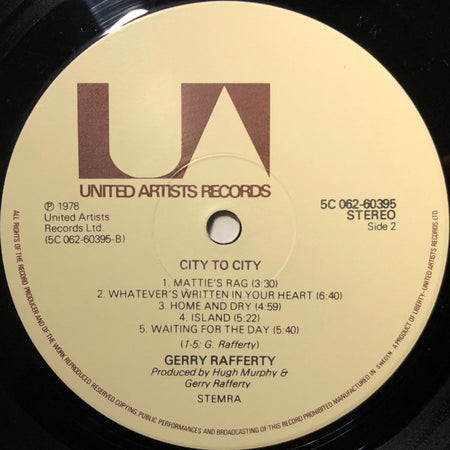 UA
UNITED ARTISTS RECORDS
℗ 1978
United Artists
Records Ltd.
(5C 062-60395-B)
5C 062-60395
STEREO
Side 2
CITY TO CITY
1. MATTIE'S RAG (3:30)
2. WHATEVER'S WRITTEN IN YOUR HEART (6:40)
3. HOME AND DRY (4:59)
4. ISLAND (5:22)
5. WAITING FOR THE DAY (5:40)
(1-5: G. Rafferty)
GERRY RAFFERTY
Produced by Hugh Murphy &
Gerry Rafferty
STEMRA
ALL RIGHTS OF THE RECORD PRODUCER AND OF THE WORK REPRODUCED RESERVED. COPYING, PUBLIC PERFORMANCES AND BROADCASTING OF THIS RECORD PROHIBITED. MANUFACTURED IN SWEDEN. A PRODUCT OF LIBERTY-UNITED ARTISTS RECORDS LTD